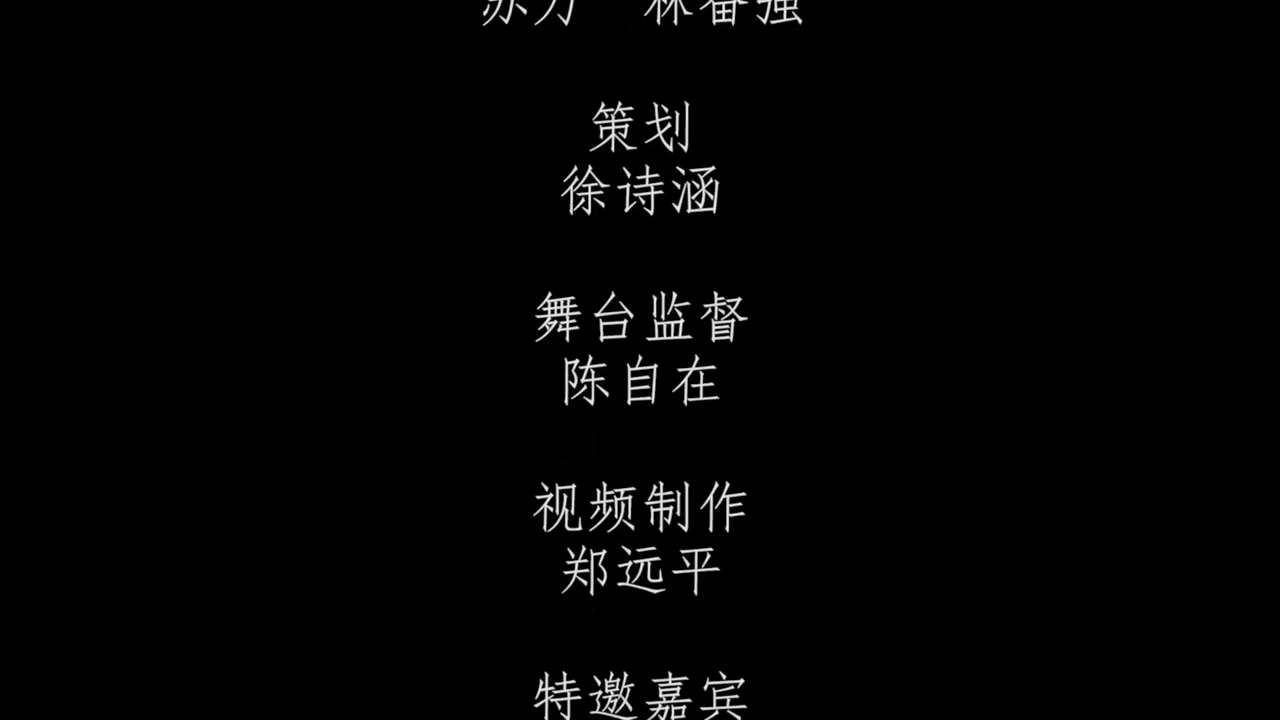 策划
徐诗涵
舞台监督
陈自在
视频制作
郑远平
特邀嘉宾